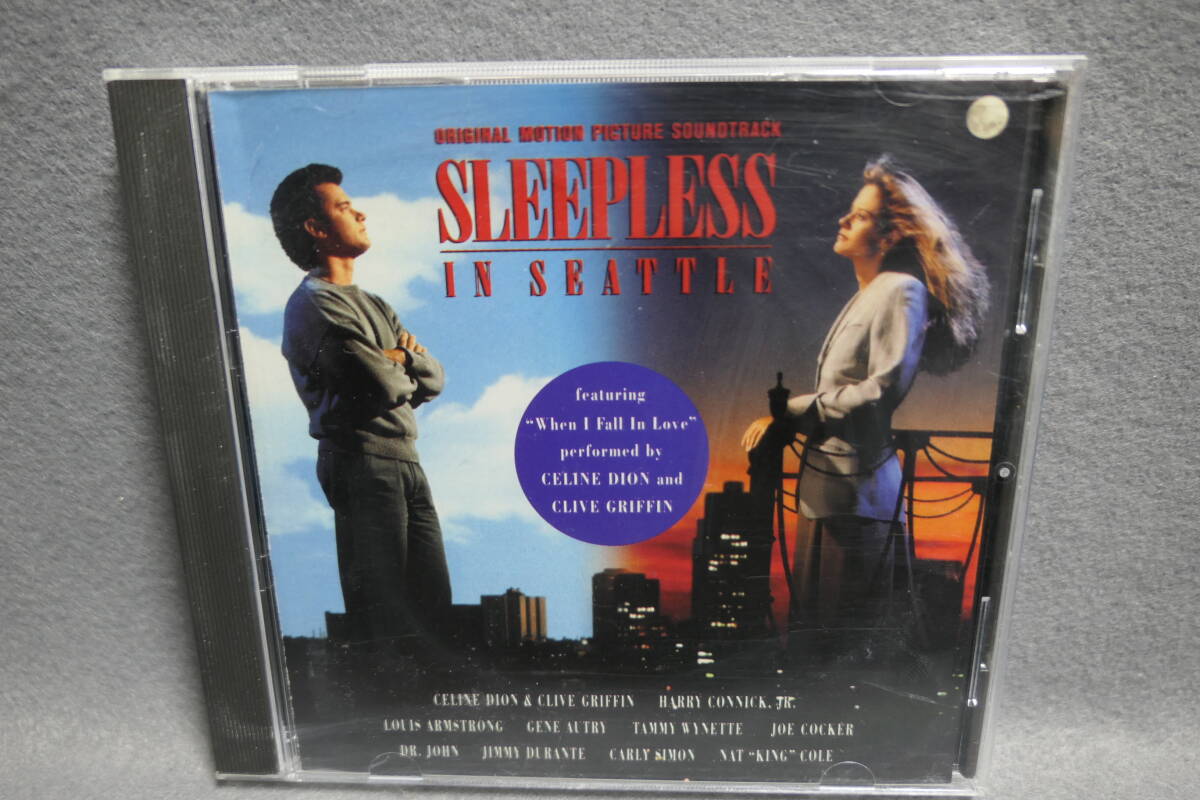 ORIGINAL MOTION PICTURE SOUNDTRACK
SLEEPLESS
IN SEATTLE
featuring
"When I Fall In Love"
performed by
CELINE DION and
CLIVE GRIFFIN
CELINE DION & CLIVE GRIFFIN HARRY CONNICK, JR.
LOUIS ARMSTRONG GENE AUTRY TAMMY WYNETTE JOE COCKER
DR. JOHN JIMMY DURANTE CARLY SIMON NAT "KING" COLE